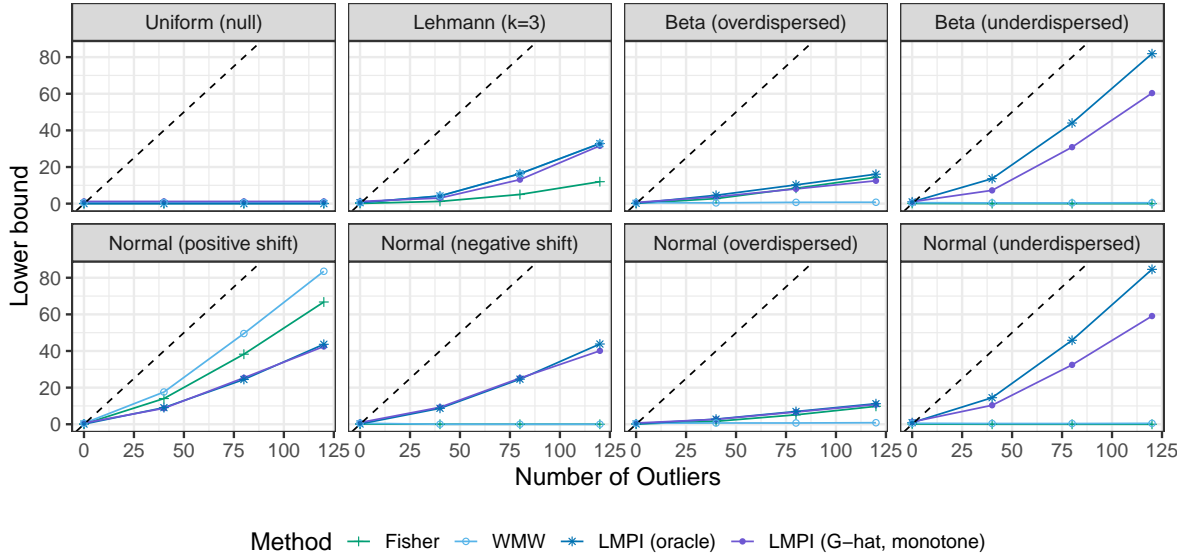 Uniform (null) Lehmann (k=3) Beta (overdispersed) Beta (underdispersed)
80
60
40
20
0
Normal (positive shift) Normal (negative shift) Normal (overdispersed) Normal (underdispersed)
80
60
40
20
0
0 25 50 75 100 125 0 25 50 75 100 125 0 25 50 75 100 125 0 25 50 75 100 125
Lower bound
Number of Outliers
Method Fisher WMW LMPI (oracle) LMPI (G−hat, monotone)